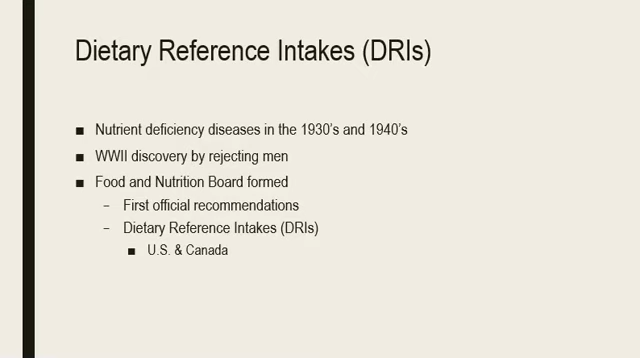 Dietary Reference Intakes (DRIs)
■ Nutrient deficiency diseases in the 1930's and 1940's
■ WWII discovery by rejecting men
■ Food and Nutrition Board formed
– First official recommendations
– Dietary Reference Intakes (DRIs)
■ U.S. & Canada